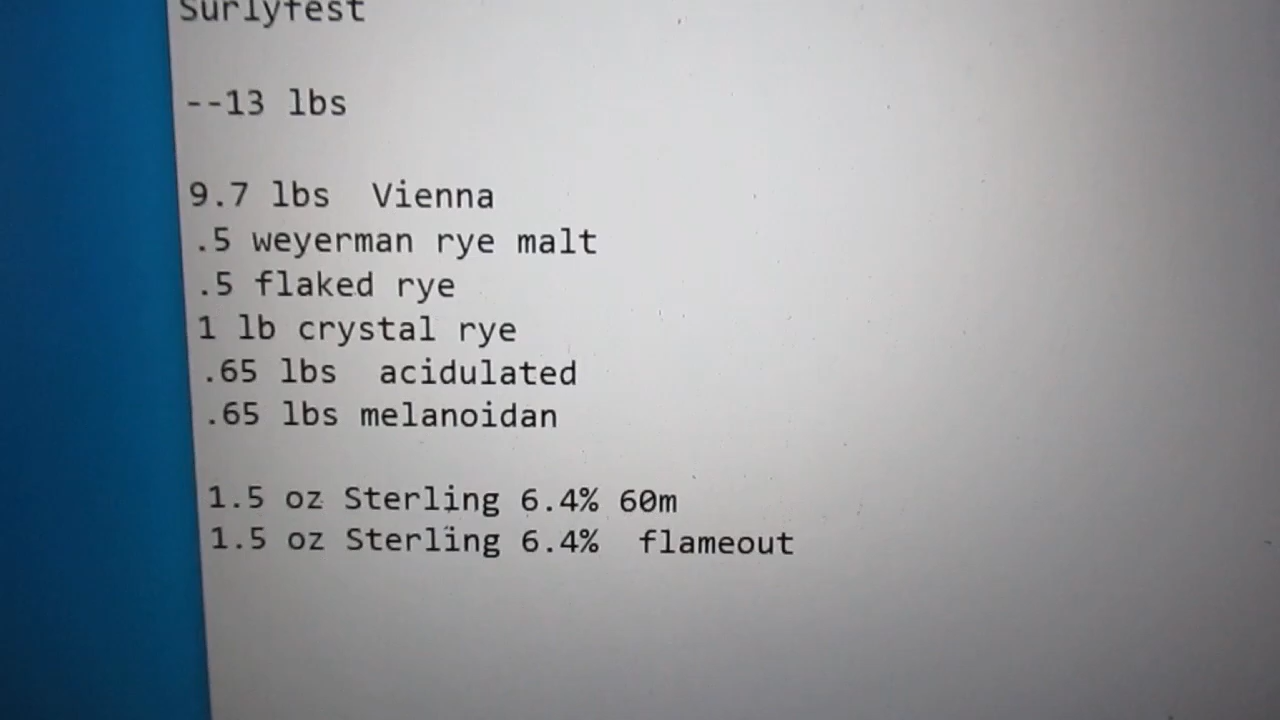 Surlyfest
--13 lbs
9.7 lbs  Vienna
.5 weyerman rye malt
.5 flaked rye
1 lb crystal rye
.65 lbs  acidulated
.65 lbs melanoidan
1.5 oz Sterling 6.4% 60m
1.5 oz Sterling 6.4%  flameout